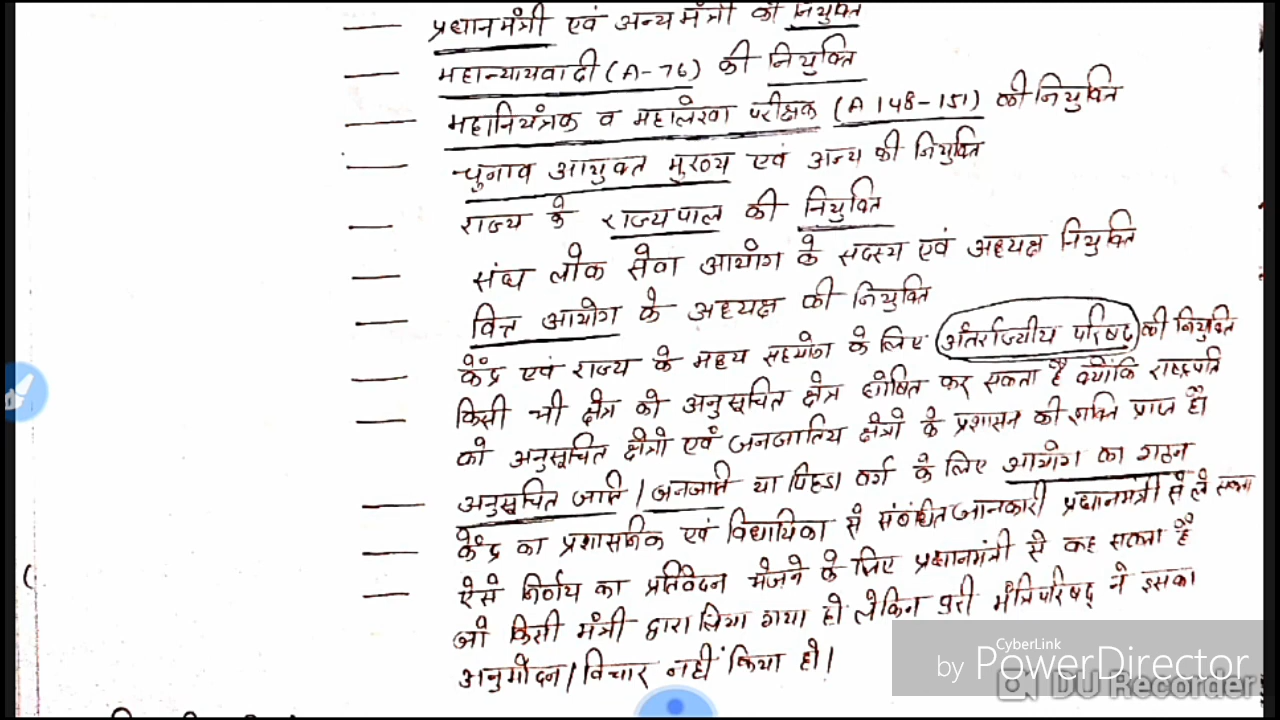 — प्रधानमंत्री एवं अन्य मंत्री की नियुक्ति
— महान्यायवादी (A-76) की नियुक्ति
— महानियंत्रक व महालेखा परीक्षक (A 148-151) की नियुक्ति
— चुनाव आयुक्त मुख्य एवं अन्य की नियुक्ति
— राज्य के राज्यपाल की नियुक्ति
— संघ लोक सेवा आयोग के सदस्य एवं अध्यक्ष नियुक्ति
— वित्त आयोग के अध्यक्ष की नियुक्ति
— केंद्र एवं राज्य के मध्य सहयोग के लिए अंतर्राज्यीय परिषद् की नियुक्ति
— किसी भी क्षेत्र को अनुसूचित क्षेत्र घोषित कर सकता है क्योंकि राष्ट्रपति
को अनुसूचित क्षेत्रो एवं जनजातिय क्षेत्रो के प्रशासन की शक्ति प्राप्त है।
— अनुसूचित जाति / जनजाति या पिछडा वर्ग के लिए आयोग का गठन
— केंद्र का प्रशासनिक एवं विधायिका से संबंधित जानकारी प्रधानमंत्री से ले सकता
— ऐसे निर्णय का प्रतिवेदन भेजने के लिए प्रधानमंत्री से कह सकता है
जो किसी मंत्री द्वारा लिया गया हो लेकिन पुरी मंत्रिपरिषद् ने इसका
अनुमोदन / विचार नहीं किया हो।
CyberLink
by PowerDirector
DU Recorder